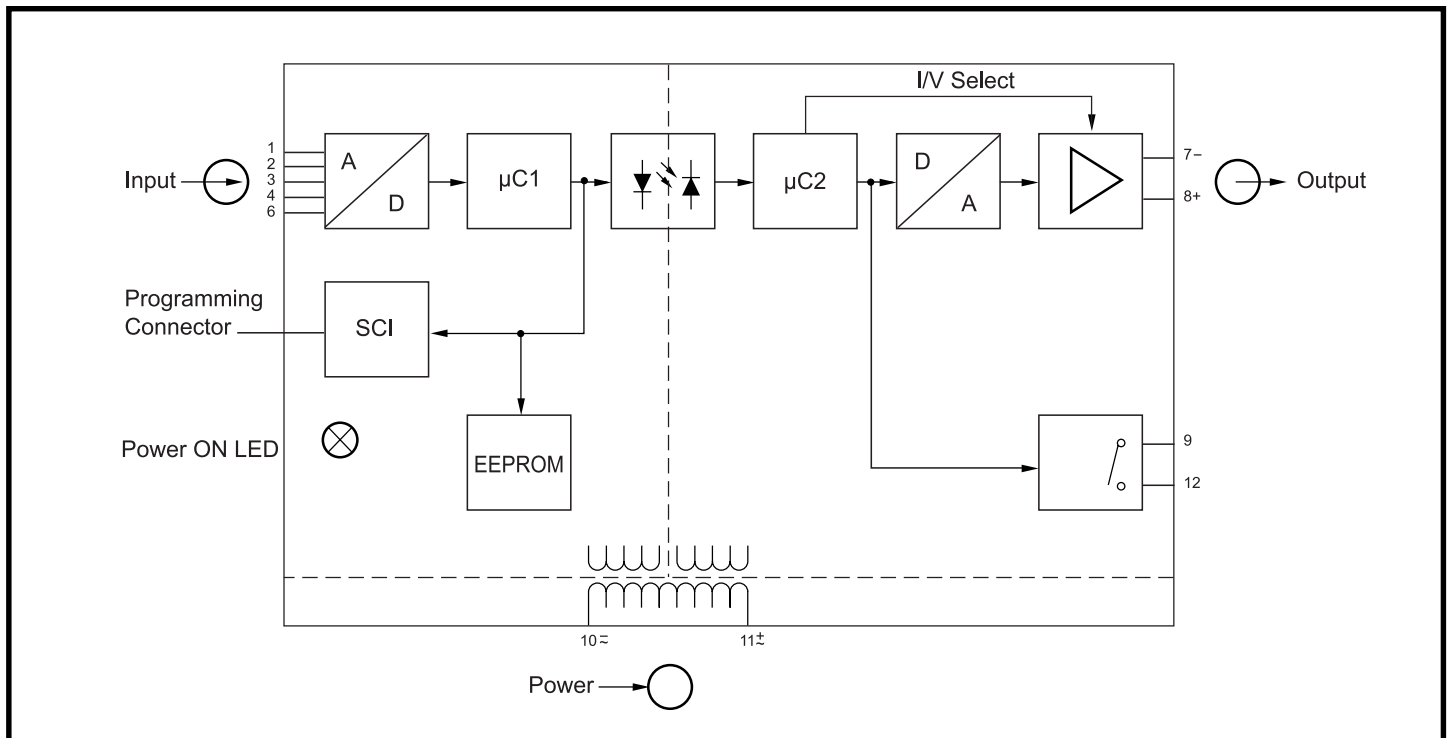 I/V Select
Input
1
2
3
4
6
A
D
µC1
µC2
D
A
7–
8+
Output
Programming
Connector
SCI
Power ON LED
EEPROM
9
12
10 ≂
11 ±~
Power